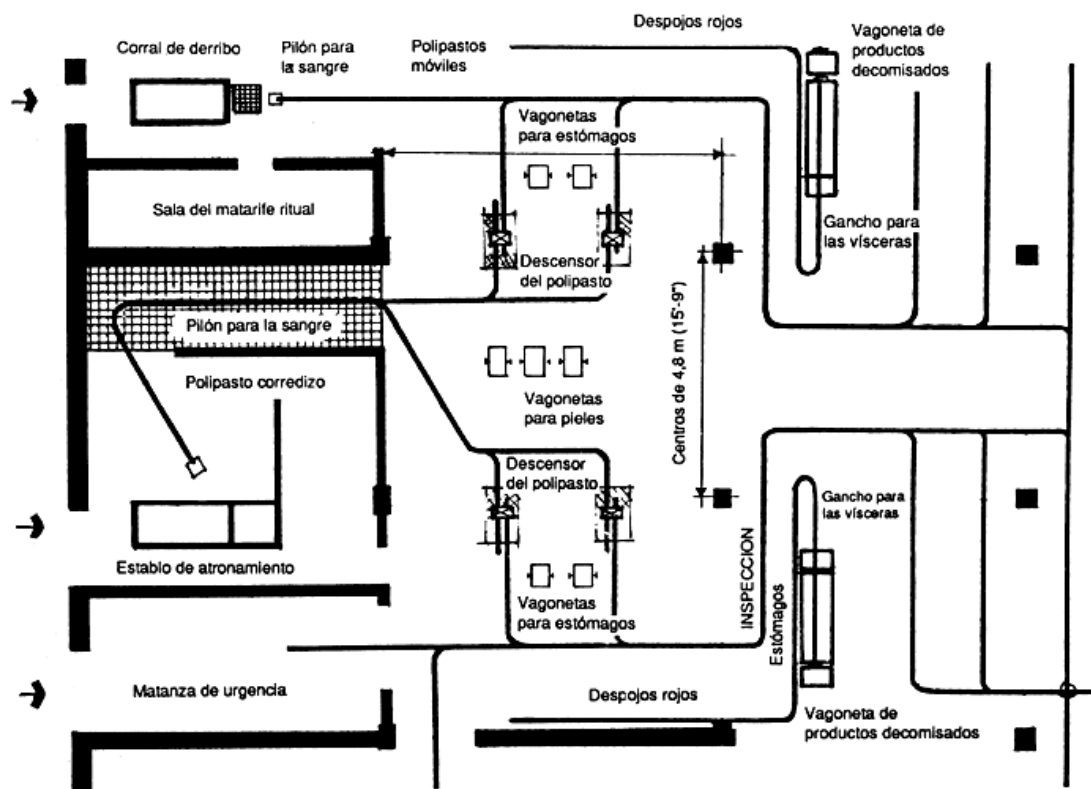 Despojos rojos
Corral de derribo
Pilón para
la sangre
Polipastos
móviles
Vagoneta de
productos
decomisados
Vagonetas
para estómagos
Sala del matarife ritual
Gancho para
las vísceras
Descensor
del polipasto
Pilón para la sangre
Polipasto corredizo
Vagonetas
para pieles
Centros de 4,8 m (15'-9")
Descensor
del polipasto
Gancho para
las vísceras
Establo de atronamiento
Vagonetas
para estómagos
INSPECCION
Estómagos
Matanza de urgencia
Despojos rojos
Vagoneta de
productos decomisados